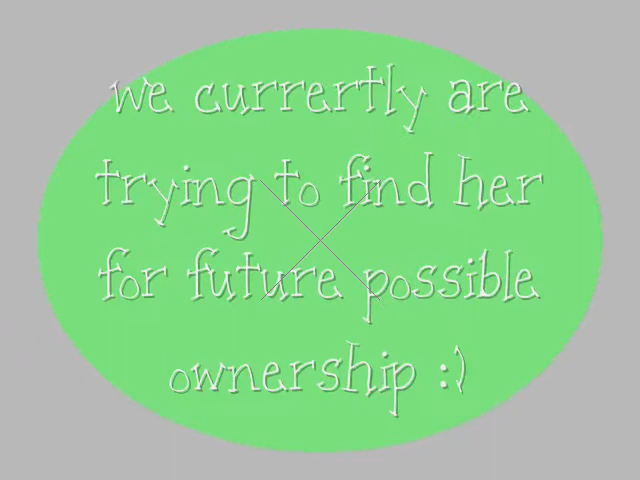 we currertly are
trying to find her
for future possible
ownership :)